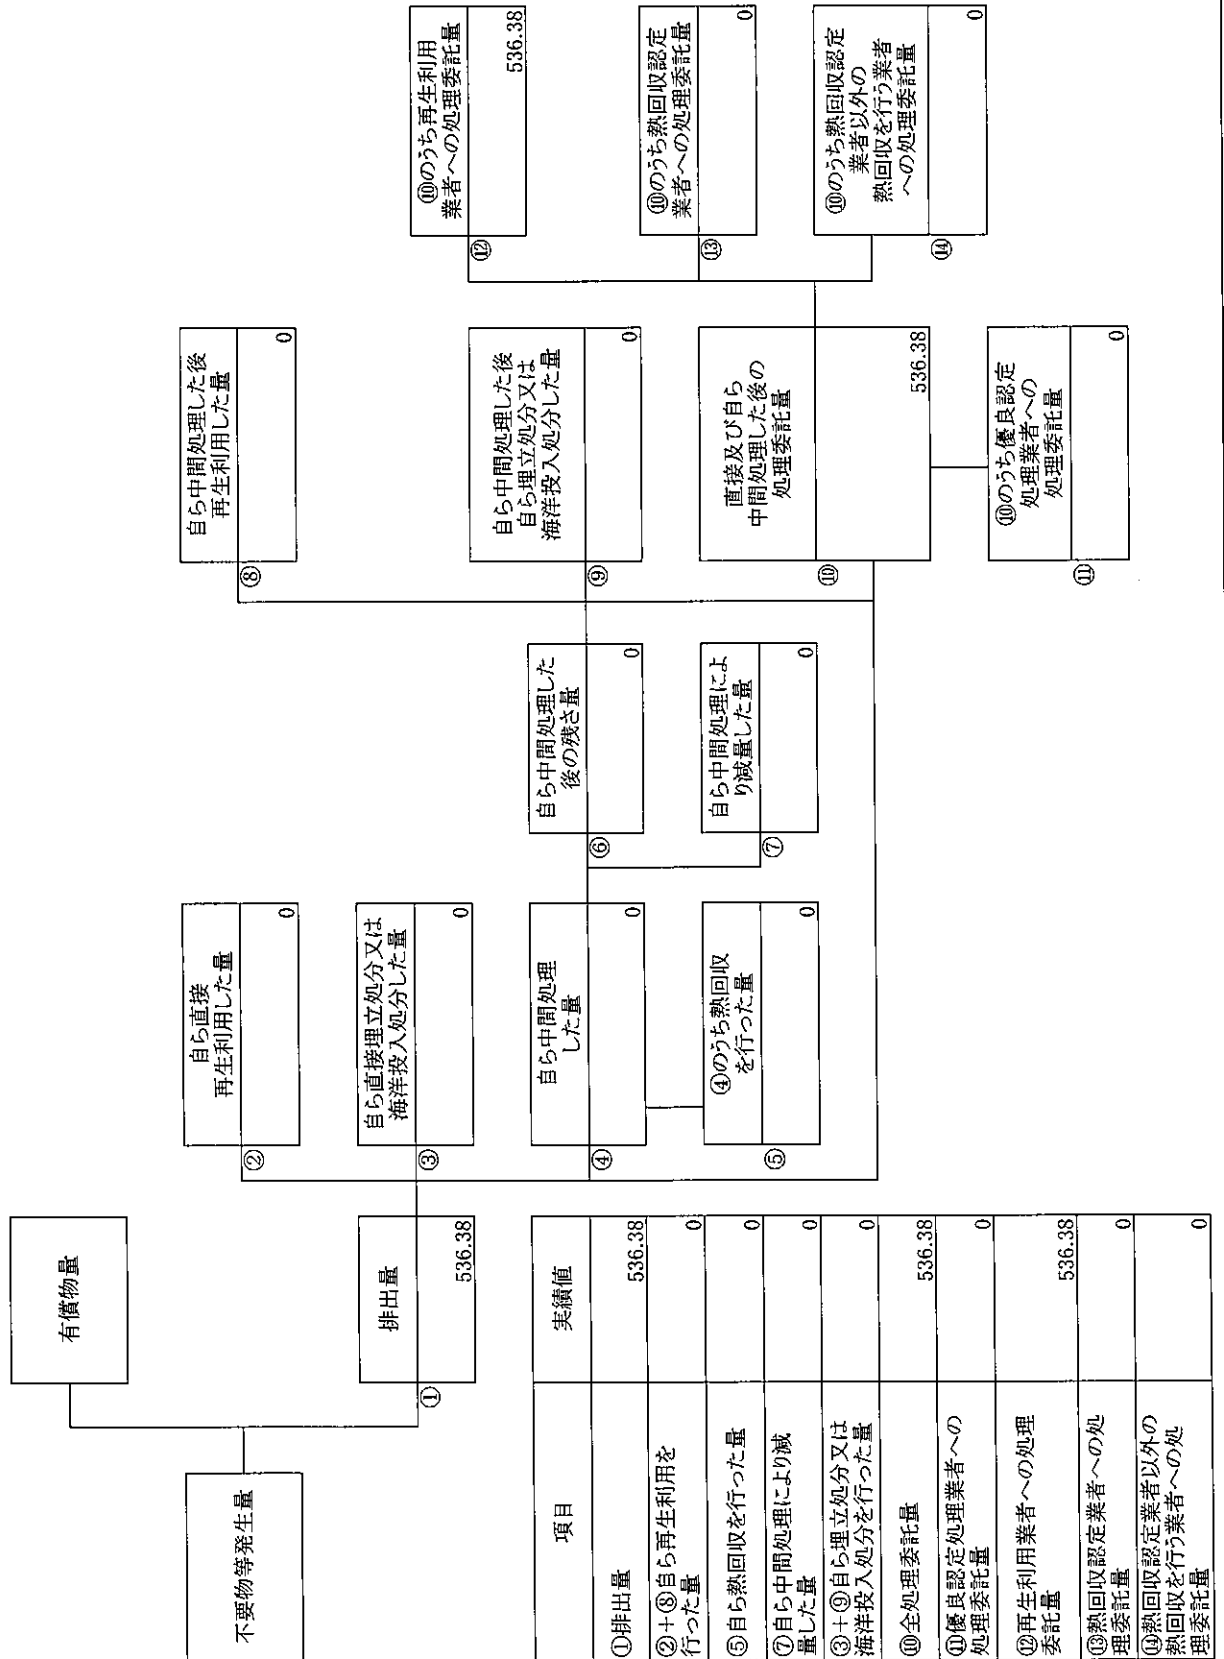 不要物等発生量
有償物量
①
排出量
536.38
②
自ら直接
再生利用した量
0
③
自ら直接埋立処分又は
海洋投入処分した量
0
④
自ら中間処理
した量
0
⑤
④のうち熱回収
を行った量
0
⑥
自ら中間処理した
後の残さ量
0
⑦
自ら中間処理によ
り減量した量
0
⑧
自ら中間処理した後
再生利用した量
0
⑨
自ら中間処理した後
自ら埋立処分又は
海洋投入処分した量
0
⑩
直接及び自ら
中間処理した後の
処理委託量
536.38
⑪
⑩のうち優良認定
処理業者への
処理委託量
0
⑫
⑩のうち再生利用
業者への処理委託量
536.38
⑬
⑩のうち熱回収認定
業者への処理委託量
0
⑭
⑩のうち熱回収認定
業者以外の
熱回収を行う業者
への処理委託量
0
項目
実績値
①排出量
536.38
②+⑧自ら再生利用を
行った量
0
⑤自ら熱回収を行った量
0
⑦自ら中間処理により減
量した量
0
③+⑨自ら埋立処分又は
海洋投入処分を行った量
0
⑩全処理委託量
536.38
⑪優良認定処理業者への
処理委託量
0
⑫再生利用業者への処理
委託量
536.38
⑬熱回収認定業者への処
理委託量
0
⑭熱回収認定業者以外の
熱回収を行う業者への処
理委託量
0